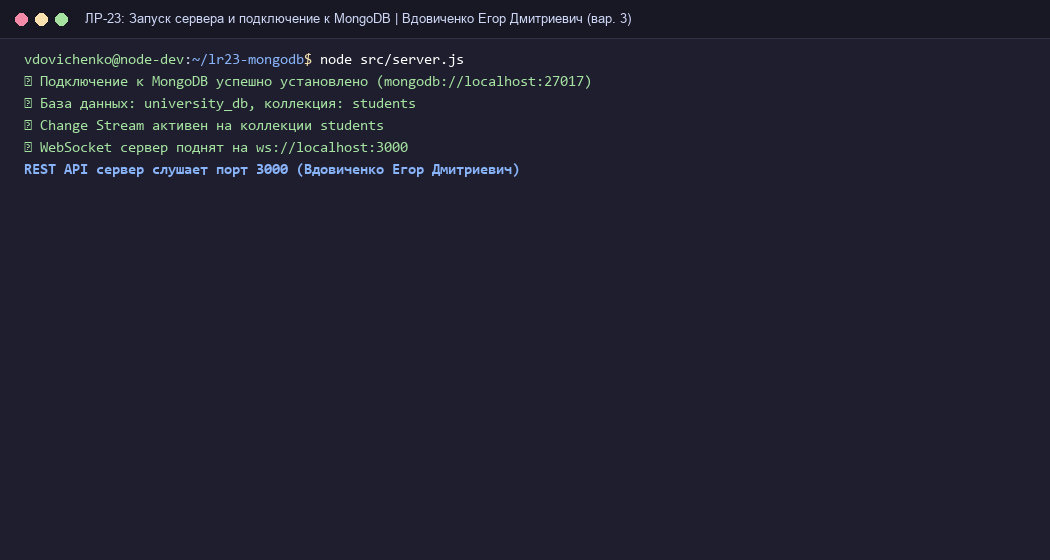 ЛР-23: Запуск сервера и подключение к MongoDB | Вдовиченко Егор Дмитриевич (вар. 3)
vdovichenko@node-dev:~/lr23-mongodb$ node src/server.js
Подключение к MongoDB успешно установлено (mongodb://localhost:27017)
База данных: university_db, коллекция: students
Change Stream активен на коллекции students
WebSocket сервер поднят на ws://localhost:3000
REST API сервер слушает порт 3000 (Вдовиченко Егор Дмитриевич)